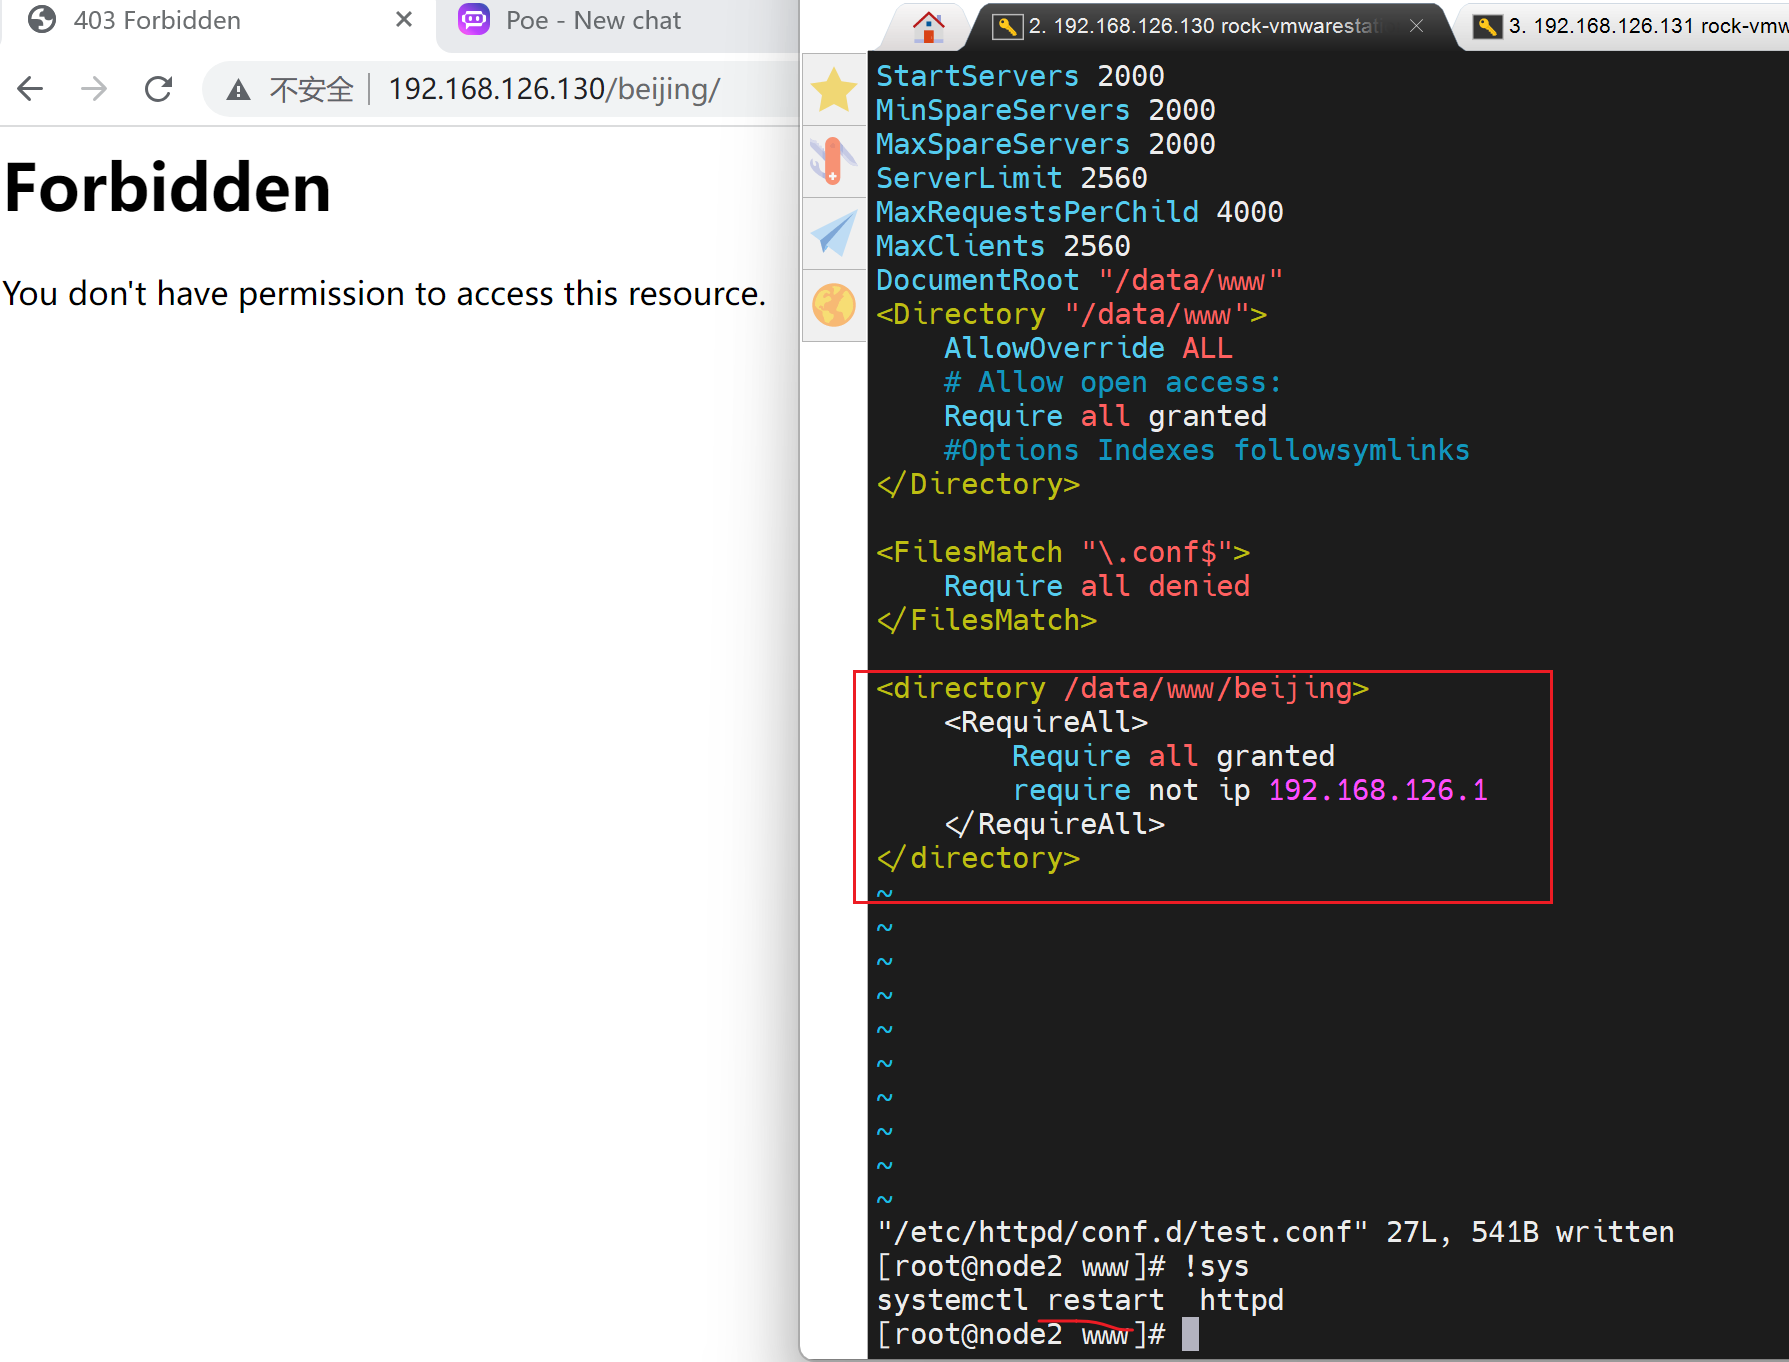 403 Forbidden
Poe - New chat
不安全 192.168.126.130/beijing/
Forbidden
You don't have permission to access this resource.
2. 192.168.126.130 rock-vmwarestati
3. 192.168.126.131 rock-vmw
StartServers 2000
MinSpareServers 2000
MaxSpareServers 2000
ServerLimit 2560
MaxRequestsPerChild 4000
MaxClients 2560
DocumentRoot "/data/www"
<Directory "/data/www">
    AllowOverride ALL
    # Allow open access:
    Require all granted
    #Options Indexes followsymlinks
</Directory>
<FilesMatch "\.conf$">
    Require all denied
</FilesMatch>
<directory /data/www/beijing>
    <RequireAll>
        Require all granted
        require not ip 192.168.126.1
    </RequireAll>
</directory>
~
~
~
~
~
~
~
~
~
~
"/etc/httpd/conf.d/test.conf" 27L, 541B written
[root@node2 www]# !sys
systemctl restart  httpd
[root@node2 www]#